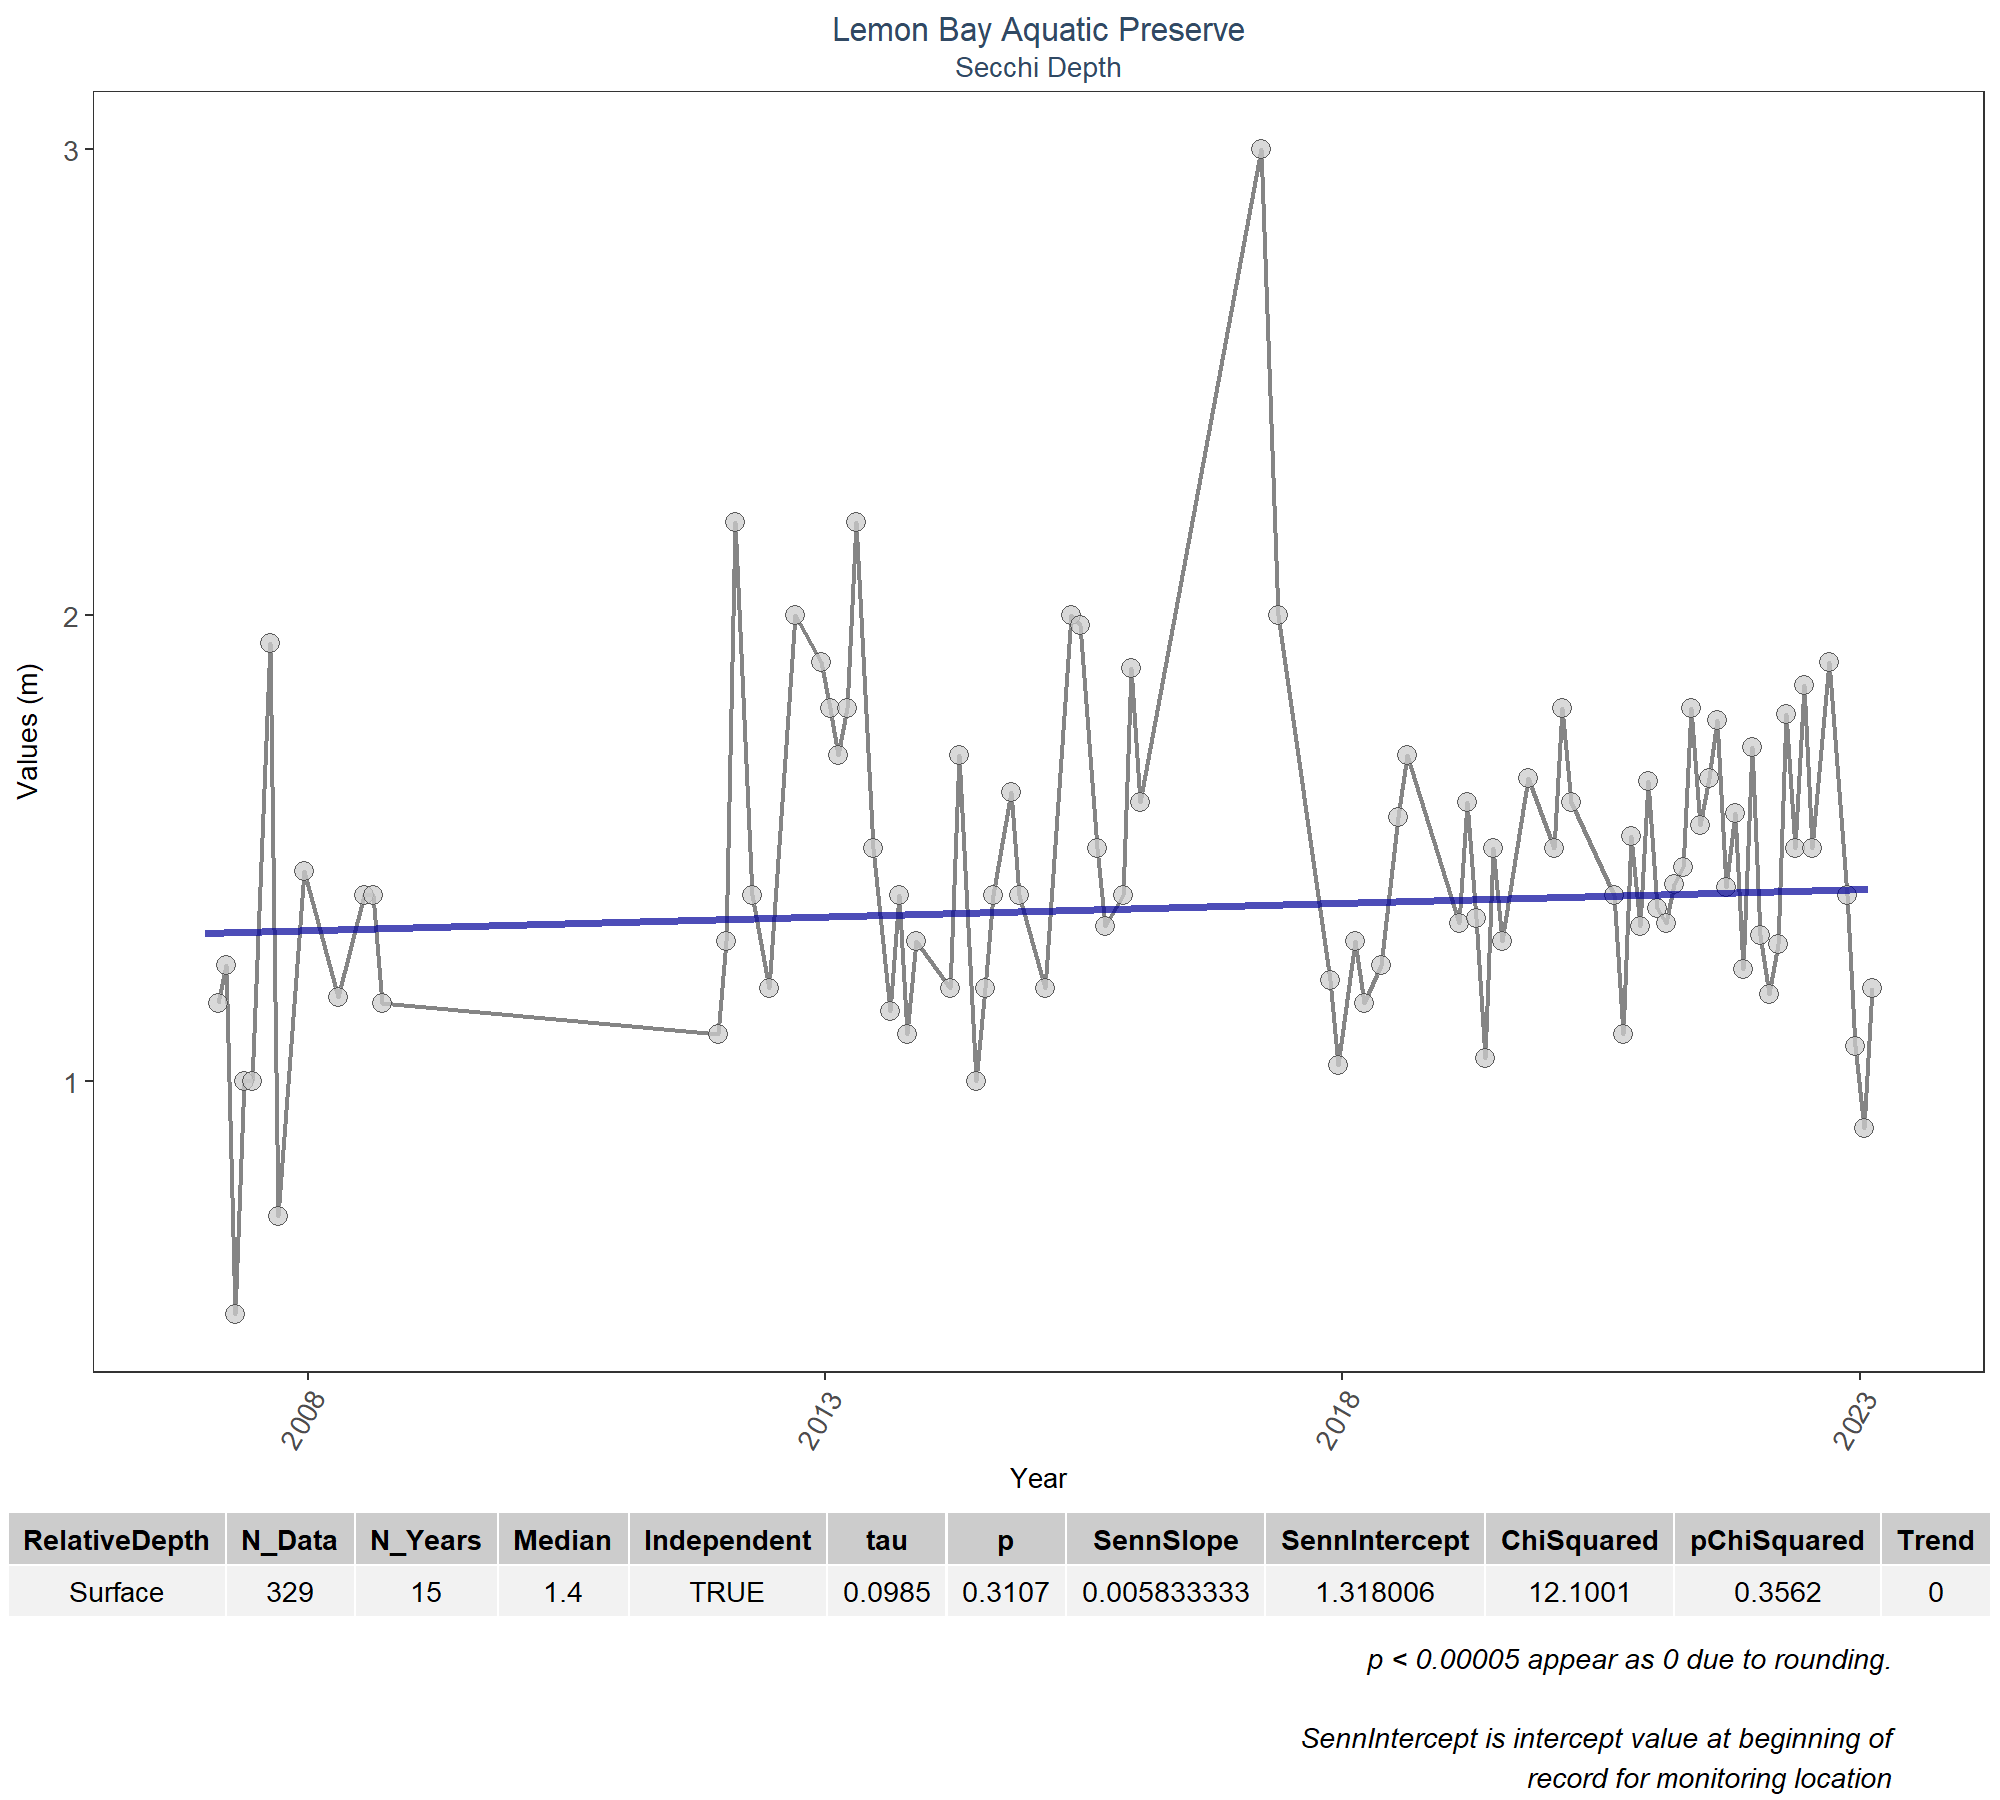 Lemon Bay Aquatic Preserve
Secchi Depth
3
2
1
Values (m)
2008
2013
2018
2023
Year
RelativeDepth N_Data N_Years Median Independent tau p SennSlope SennIntercept ChiSquared pChiSquared Trend
Surface 329 15 1.4 TRUE 0.0985 0.3107 0.005833333 1.318006 12.1001 0.3562 0
p < 0.00005 appear as 0 due to rounding.
SennIntercept is intercept value at beginning of
record for monitoring location